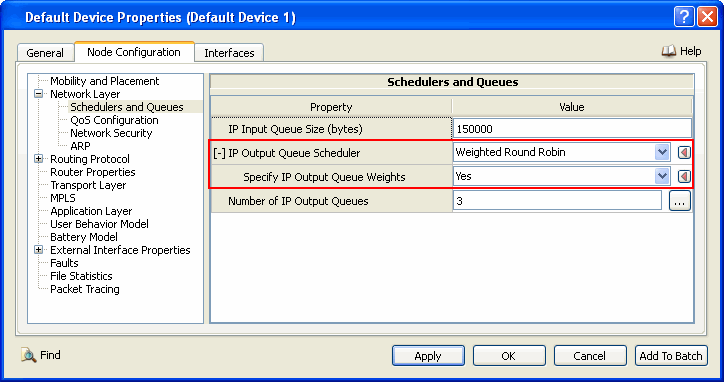 Default Device Properties (Default Device 1)
General Node Configuration Interfaces Help
Mobility and Placement
Network Layer
Schedulers and Queues
QoS Configuration
Network Security
ARP
Routing Protocol
Router Properties
Transport Layer
MPLS
Application Layer
User Behavior Model
Battery Model
External Interface Properties
Faults
File Statistics
Packet Tracing
Schedulers and Queues
Property Value
IP Input Queue Size (bytes) 150000
[-] IP Output Queue Scheduler Weighted Round Robin
Specify IP Output Queue Weights Yes
Number of IP Output Queues 3 ...
Find Apply OK Cancel Add To Batch